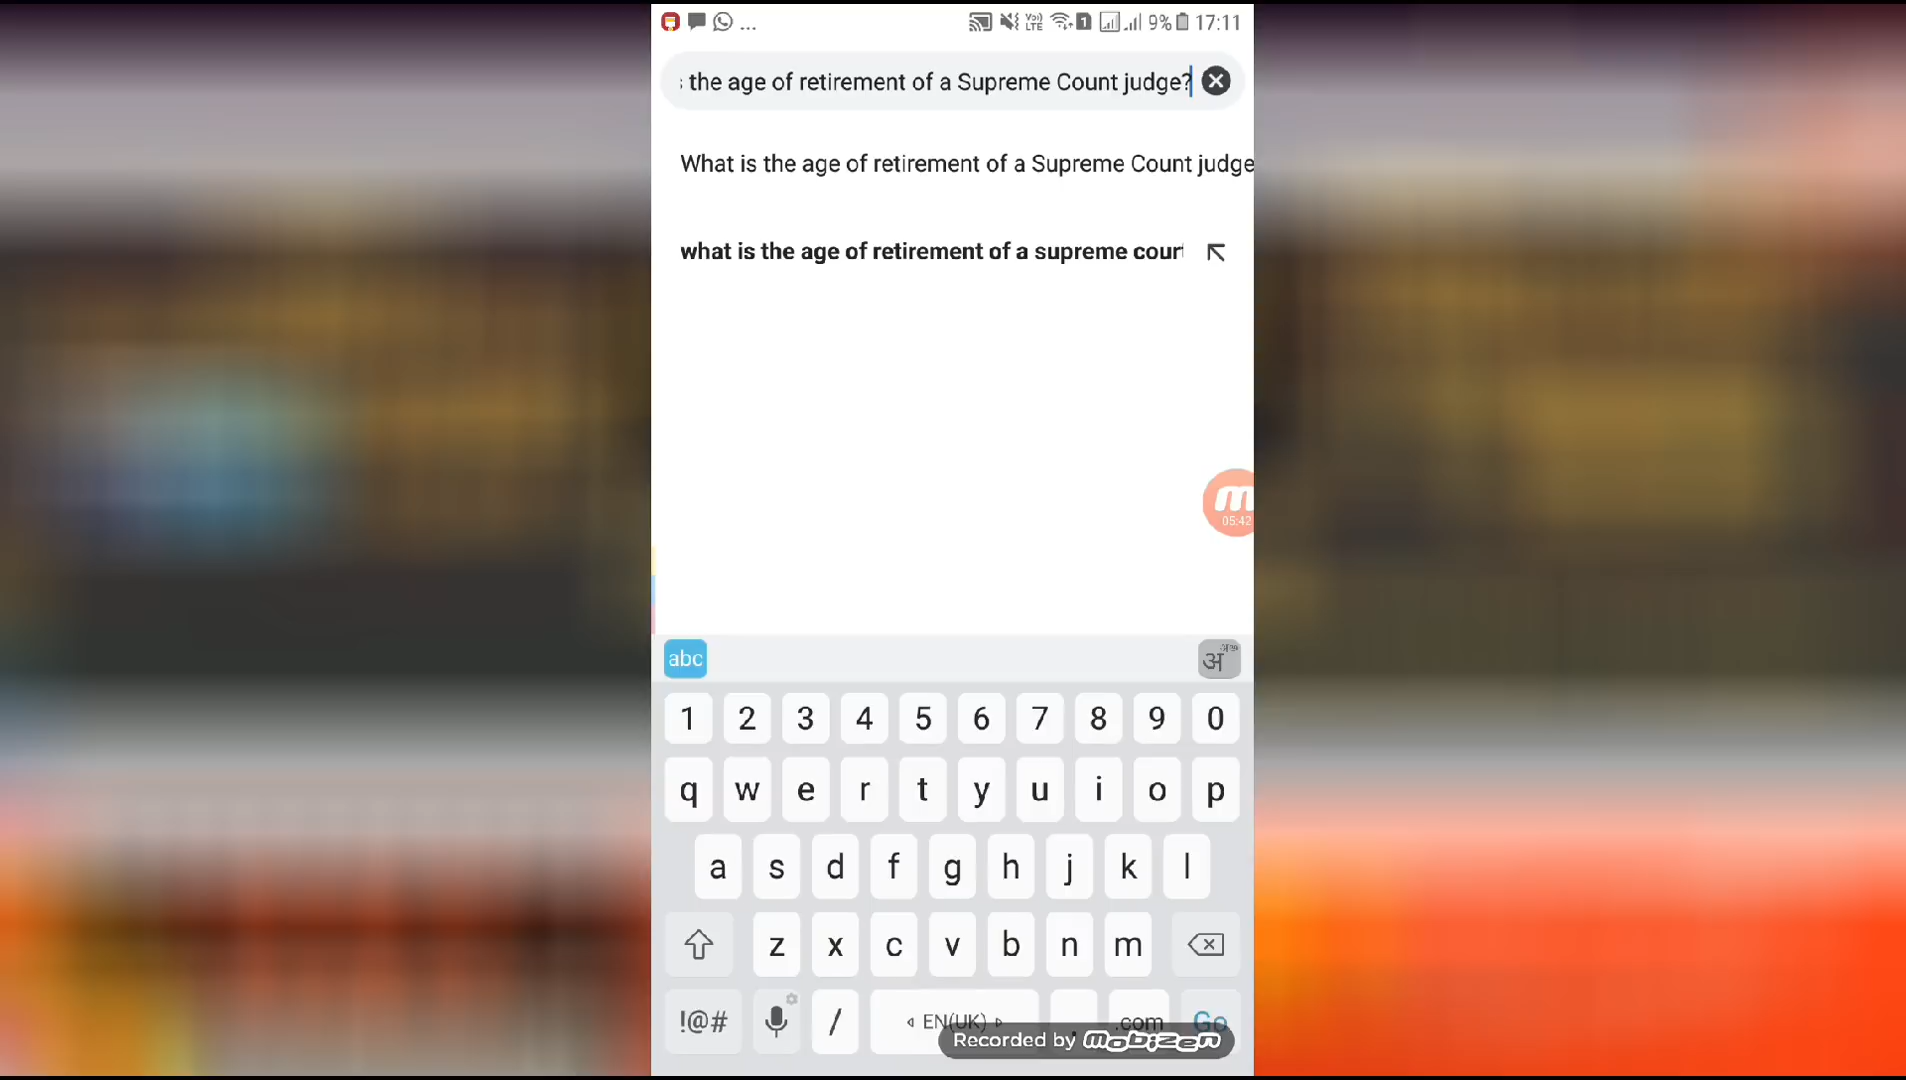 ... 1 9% 17:11
s the age of retirement of a Supreme Count judge?
What is the age of retirement of a Supreme Count judge
what is the age of retirement of a supreme court
m
05:42
abc अ
1 2 3 4 5 6 7 8 9 0
q w e r t y u i o p
a s d f g h j k l
z x c v b n m
!@# / EN(UK) . .com Go
Recorded by mobizen